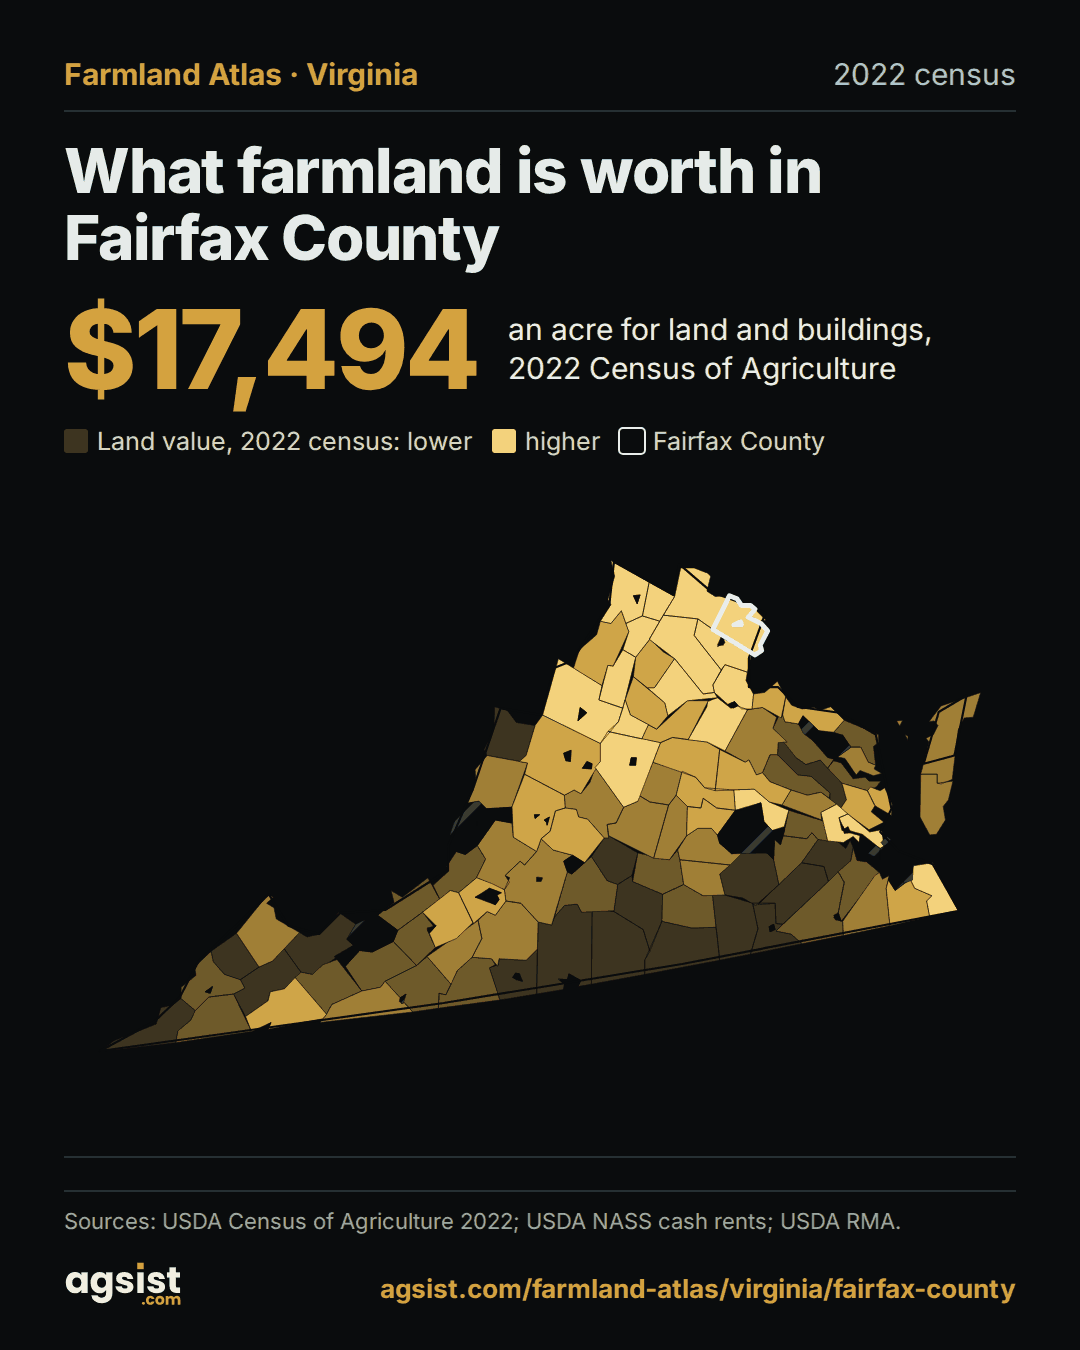 Farmland Atlas · Virginia
2022 census
What farmland is worth in
Fairfax County
$17,494
an acre for land and buildings,
2022 Census of Agriculture
Land value, 2022 census: lower
higher
Fairfax County
Sources: USDA Census of Agriculture 2022; USDA NASS cash rents; USDA RMA.
agsist
.com
agsist.com/farmland-atlas/virginia/fairfax-county